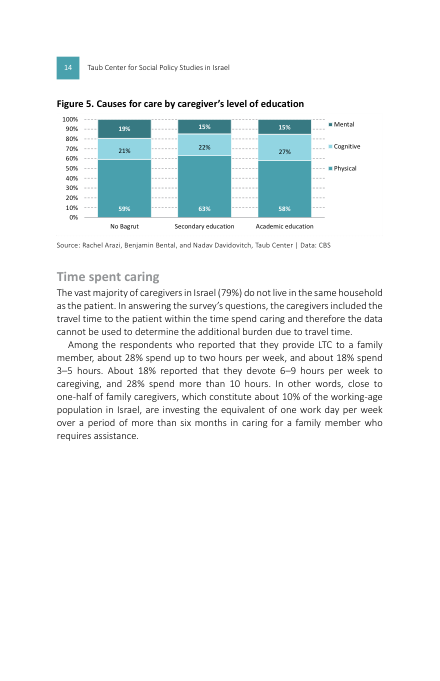 14 Taub Center for Social Policy Studies in Israel
Figure 5. Causes for care by caregiver's level of education
100%
90%
80%
70%
60%
50%
40%
30%
20%
10%
0%
19% 15% 15%
21% 22% 27%
59% 63% 58%
No Bagrut Secondary education Academic education
Mental
Cognitive
Physical
Source: Rachel Arazi, Benjamin Bental, and Nadav Davidovitch, Taub Center | Data: CBS
Time spent caring
The vast majority of caregivers in Israel (79%) do not live in the same household
as the patient. In answering the survey's questions, the caregivers included the
travel time to the patient within the time spend caring and therefore the data
cannot be used to determine the additional burden due to travel time.
Among the respondents who reported that they provide LTC to a family
member, about 28% spend up to two hours per week, and about 18% spend
3–5 hours. About 18% reported that they devote 6–9 hours per week to
caregiving, and 28% spend more than 10 hours. In other words, close to
one-half of family caregivers, which constitute about 10% of the working-age
population in Israel, are investing the equivalent of one work day per week
over a period of more than six months in caring for a family member who
requires assistance.